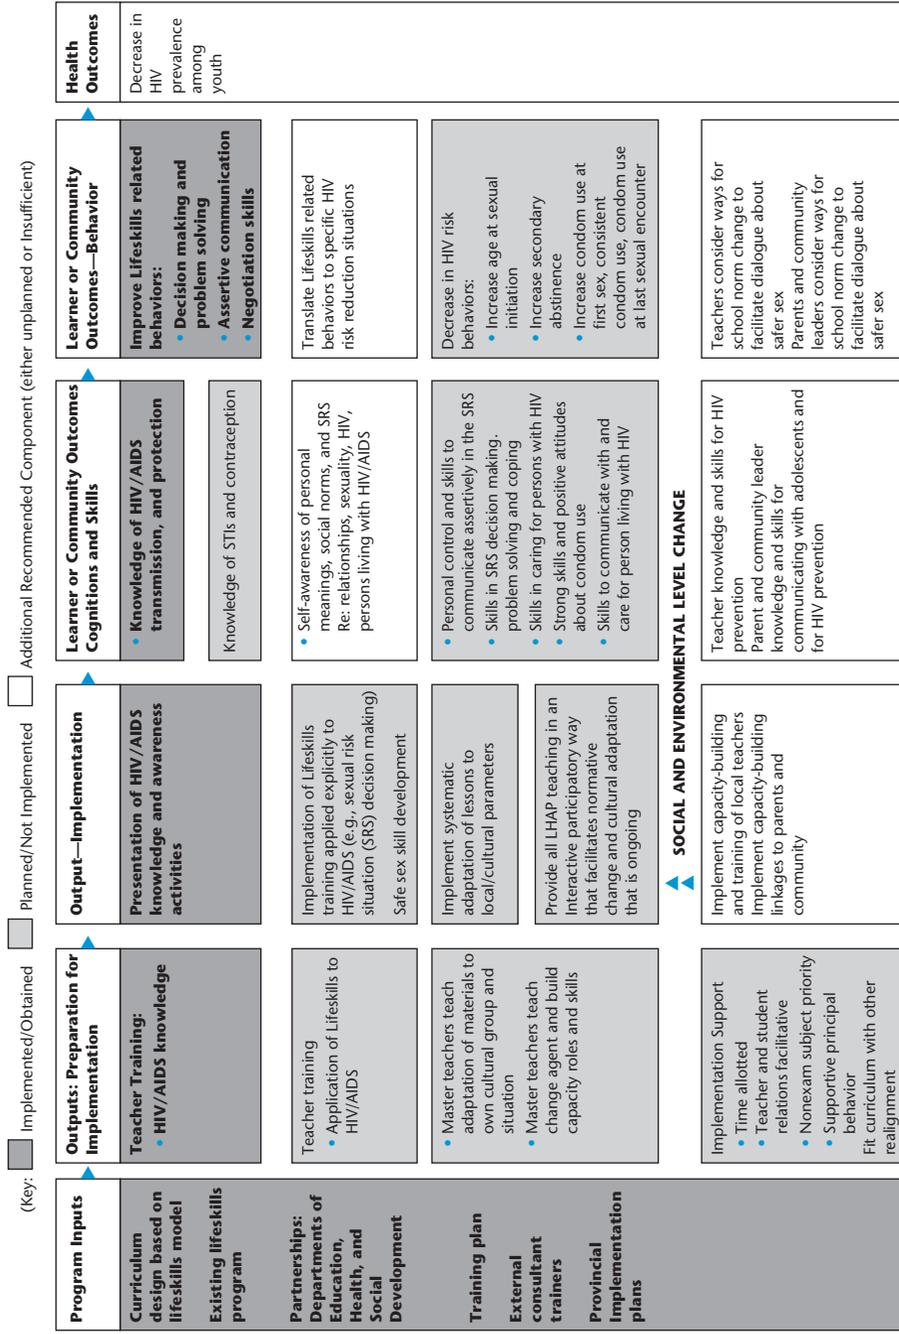 (Key: Implemented/Obtained Planned/Not Implemented Additional Recommended Component (either unplanned or Insufficient)
Program Inputs
Curriculum
design based on
lifeskills model
Existing lifeskills
program
Partnerships:
Departments of
Education,
Health, and
Social
Development
Training plan
External
consultant
trainers
Provincial
Implementation
plans
Outputs: Preparation for
Implementation
Teacher Training:
• HIV/AIDS knowledge
Teacher training
• Application of Lifeskills to
HIV/AIDS
• Master teachers teach
adaptation of materials to
own cultural group and
situation
• Master teachers teach
change agent and build
capacity roles and skills
Implementation Support
• Time allotted
• Teacher and student
relations facilitative
• Nonexam subject priority
• Supportive principal
behavior
Fit curriculum with other
realignment
Output—Implementation
Presentation of HIV/AIDS
knowledge and awareness
activities
Implementation of Lifeskills
training applied explicitly to
HIV/AIDS (e.g., sexual risk
situation (SRS) decision making)
Safe sex skill development
Implement systematic
adaptation of lessons to
local/cultural parameters
Provide all LHAP teaching in an
Interactive participatory way
that facilitates normative
change and cultural adaptation
that is ongoing
SOCIAL AND ENVIRONMENTAL LEVEL CHANGE
Implement capacity-building
and training of local teachers
Implement capacity-building
linkages to parents and
community
Learner or Community Outcomes
Cognitions and Skills
• Knowledge of HIV/AIDS
transmission, and protection
Knowledge of STIs and contraception
• Self-awareness of personal
meanings, social norms, and SRS
Re: relationships, sexuality, HIV,
persons living with HIV/AIDS
• Personal control and skills to
communicate assertively in the SRS
• Skills in SRS decision making.
problem solving and coping
• Skills in caring for persons with HIV
• Strong skills and positive attitudes
about condom use
• Skills to communicate with and
care for person living with HIV
Teacher knowledge and skills for HIV
prevention
Parent and community leader
knowledge and skills for
communicating with adolescents and
for HIV prevention
Learner or Community
Outcomes—Behavior
Improve Lifeskills related
behaviors:
• Decision making and
problem solving
• Assertive communication
• Negotiation skills
Translate Lifeskills related
behaviors to specific HIV
risk reduction situations
Decrease in HIV risk
behaviors:
• Increase age at sexual
initiation
• Increase secondary
abstinence
• Increase condom use at
first sex, consistent
condom use, condom use
at last sexual encounter
Teachers consider ways for
school norm change to
facilitate dialogue about
safer sex
Parents and community
leaders consider ways for
school norm change to
facilitate dialogue about
safer sex
Health
Outcomes
Decrease in
HIV
prevalence
among
youth